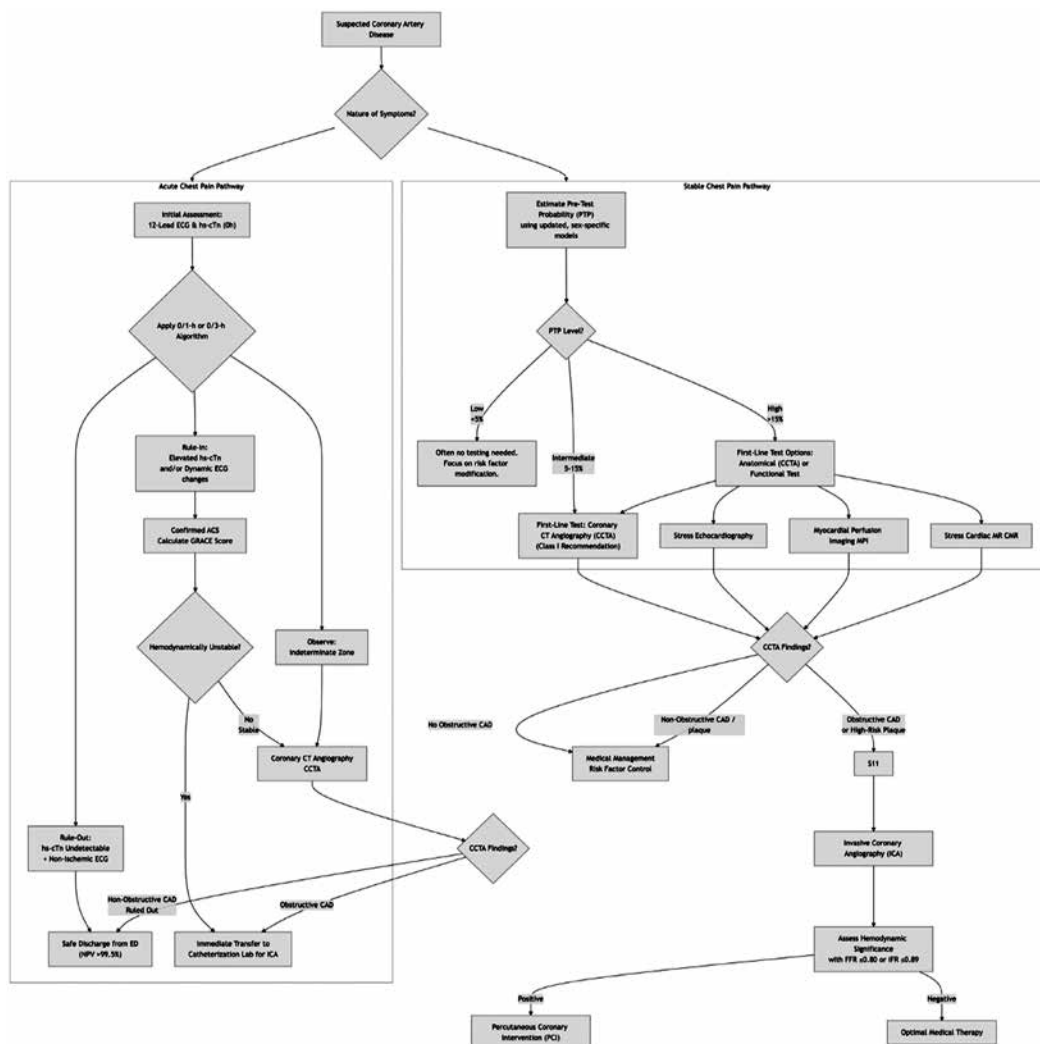 Suspected Coronary Artery
Disease
Nature of Symptoms?
Acute Chest Pain Pathway
Initial Assessment:
12-Lead ECG & hs-cTn (0h)
Apply 0/1-h or 0/3-h
Algorithm
Rule-In:
Elevated hs-cTn
and/or Dynamic ECG
changes
Confirmed ACS
Calculate GRACE Score
Hemodynamically Unstable?
Observe:
Indeterminate Zone
No
Stable
Coronary CT Angiography
CCTA
Yes
Rule-Out:
hs-cTn Undetectable
+ Non-Ischemic ECG
CCTA Findings?
Non-Obstructive CAD
Ruled Out
Obstructive CAD
Safe Discharge from ED
(NPV >99.5%)
Immediate Transfer to
Catheterization Lab for ICA
Stable Chest Pain Pathway
Estimate Pre-Test
Probability (PTP)
using updated, sex-specific
models
PTP Level?
Low
<5%
Intermediate
5-15%
High
>15%
Often no testing needed.
Focus on risk factor
modification.
First-Line Test Options:
Anatomical (CCTA) or
Functional Test
First-Line Test: Coronary
CT Angiography (CCTA)
(Class I Recommendation)
Stress Echocardiography
Myocardial Perfusion
Imaging MPI
Stress Cardiac MR CMR
CCTA Findings?
No Obstructive CAD
Non-Obstructive CAD /
plaque
Obstructive CAD
or High-Risk Plaque
Medical Management
Risk Factor Control
S11
Invasive Coronary
Angiography (ICA)
Assess Hemodynamic
Significance
with FFR ≤0.80 or iFR ≤0.89
Positive
Negative
Percutaneous Coronary
Intervention (PCI)
Optimal Medical Therapy